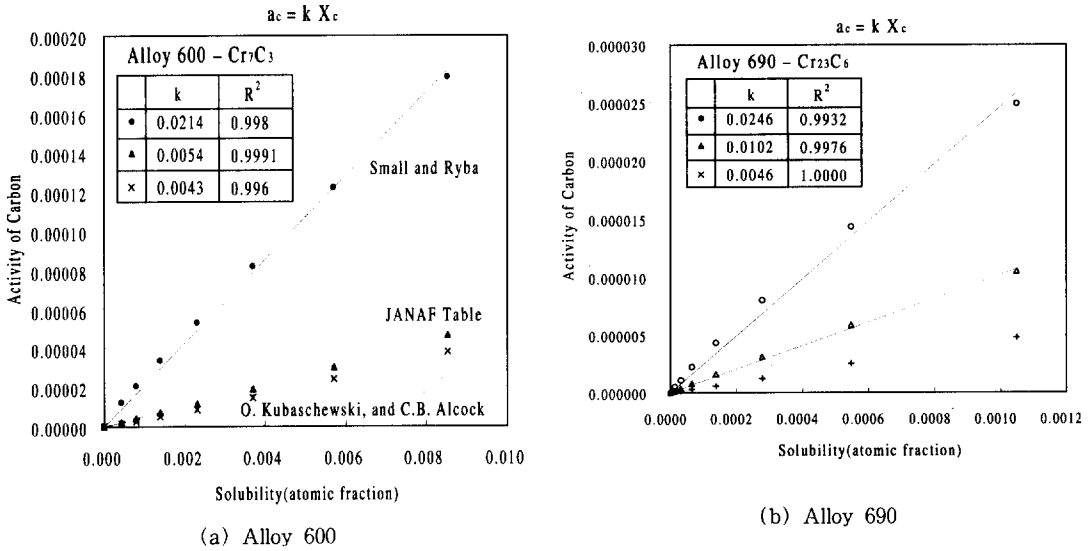 a_c = k X_c
0.00020
0.00018
0.00016
0.00014
0.00012
0.00010
0.00008
0.00006
0.00004
0.00002
0.00000
Activity of Carbon
Alloy 600 - Cr7C3
k R²
● 0.0214 0.998
▲ 0.0054 0.9991
× 0.0043 0.996
Small and Ryba
JANAF Table
O. Kubaschewski, and C.B. Alcock
0.000 0.002 0.004 0.006 0.008 0.010
Solubility(atomic fraction)
(a) Alloy 600
a_c = k X_c
0.000030
0.000025
0.000020
0.000015
0.000010
0.000005
0.000000
Activity of Carbon
Alloy 690 - Cr23C6
k R²
● 0.0246 0.9932
▲ 0.0102 0.9976
× 0.0046 1.0000
0.0000 0.0002 0.0004 0.0006 0.0008 0.0010 0.0012
Solubility(atomic fraction)
(b) Alloy 690